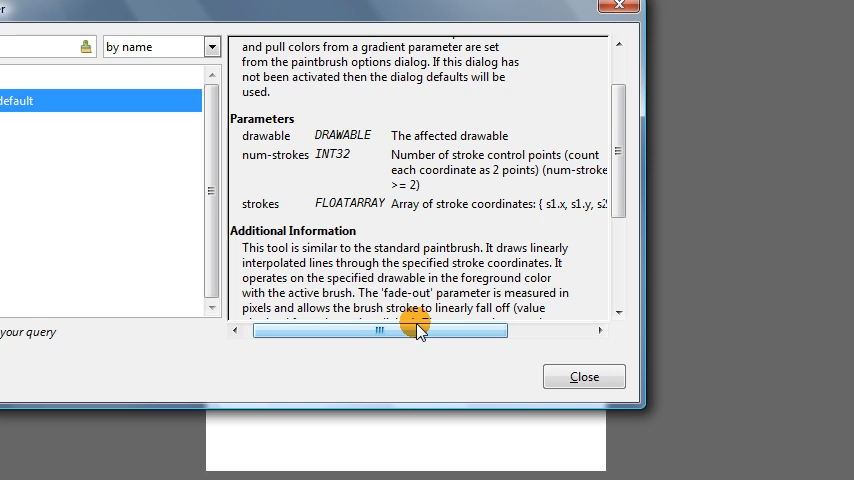 er
by name
default
your query
and pull colors from a gradient parameter are set
from the paintbrush options dialog. If this dialog has
not been activated then the dialog defaults will be
used.
Parameters
drawable DRAWABLE The affected drawable
num-strokes INT32 Number of stroke control points (count
each coordinate as 2 points) (num-stroke
>= 2)
strokes FLOATARRAY Array of stroke coordinates: { s1.x, s1.y, s2
Additional Information
This tool is similar to the standard paintbrush. It draws linearly
interpolated lines through the specified stroke coordinates. It
operates on the specified drawable in the foreground color
with the active brush. The 'fade-out' parameter is measured in
pixels and allows the brush stroke to linearly fall off (value
Close